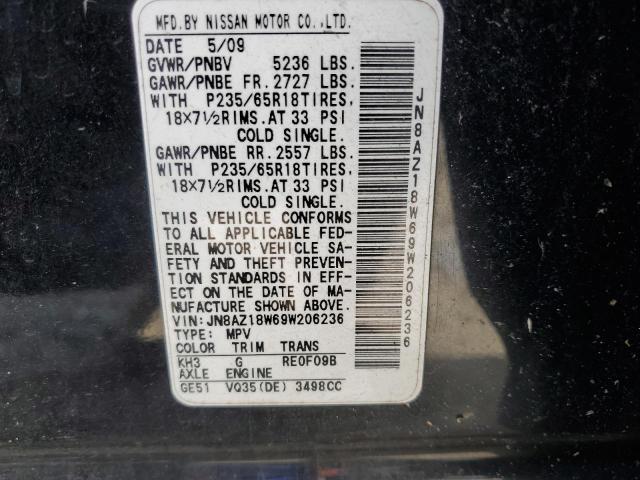 MFD.BY NISSAN MOTOR CO.,LTD.
DATE 5/09
GVWR/PNBV 5236 LBS.
GAWR/PNBE FR. 2727 LBS.
WITH P235/65R18TIRES,
18×7½RIMS.AT 33 PSI
COLD SINGLE.
GAWR/PNBE RR. 2557 LBS.
WITH P235/65R18TIRES,
18×7½RIMS.AT 33 PSI
COLD SINGLE.
THIS VEHICLE CONFORMS
TO ALL APPLICABLE FED-
ERAL MOTOR VEHICLE SA-
FETY AND THEFT PREVEN-
TION STANDARDS IN EFF-
ECT ON THE DATE OF MA-
NUFACTURE SHOWN ABOVE.
VIN:JN8AZ18W69W206236
TYPE: MPV
COLOR TRIM TRANS
KH3 G RE0F09B
AXLE ENGINE
GE51 VQ35(DE) 3498CC
JN8AZ18W69W206236